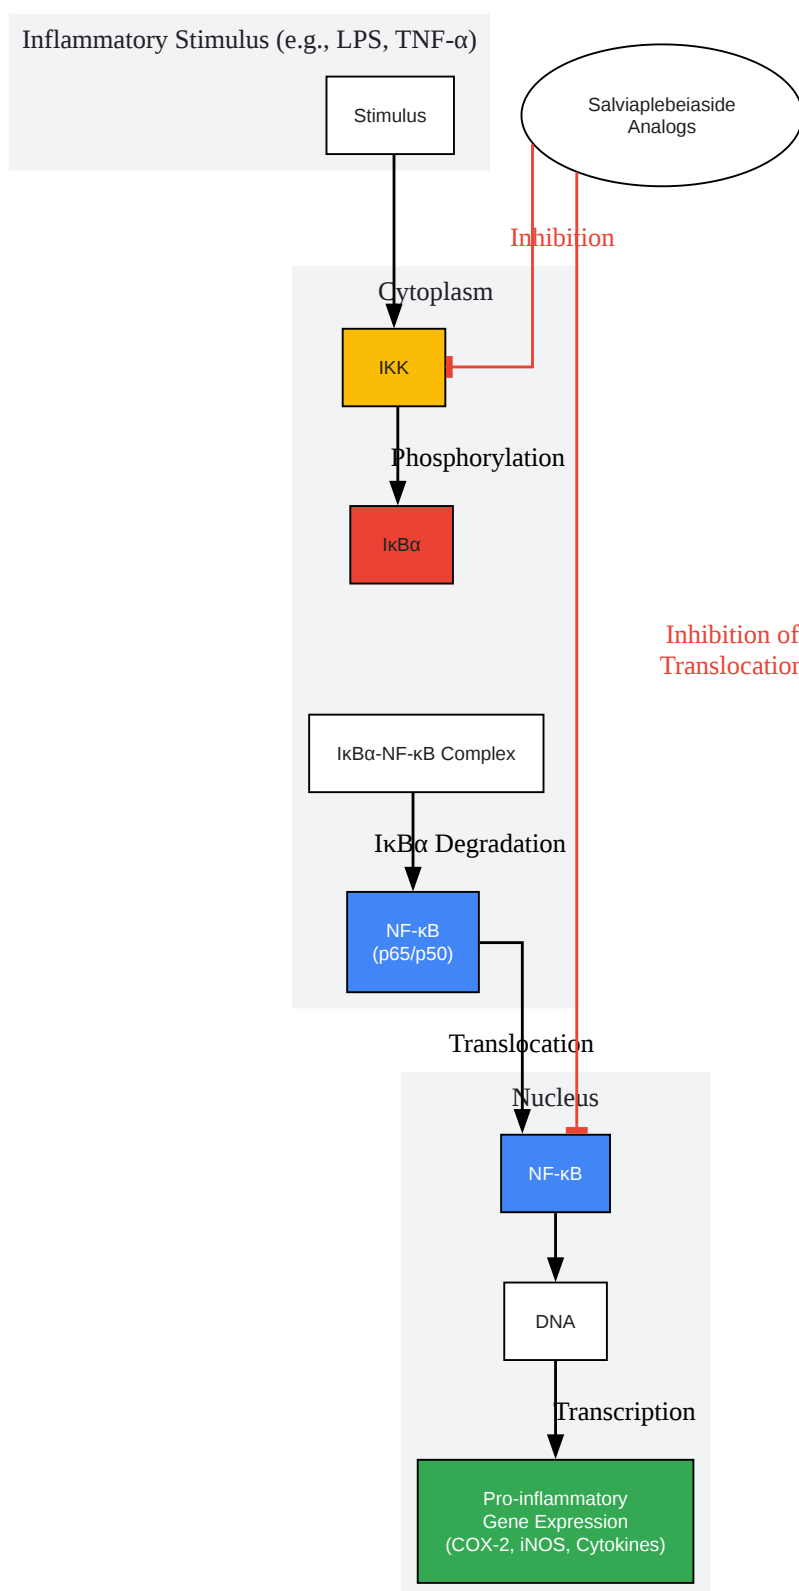 Inflammatory Stimulus (e.g., LPS, TNF-α)
Stimulus
Salviaplebeiaside
Analogs
Inhibition
Cytoplasm
IKK
Phosphorylation
IκBα
Inhibition of
Translocation
IκBα-NF-κB Complex
IκBα Degradation
NF-κB
(p65/p50)
Translocation
Nucleus
NF-κB
DNA
Transcription
Pro-inflammatory
Gene Expression
(COX-2, iNOS, Cytokines)